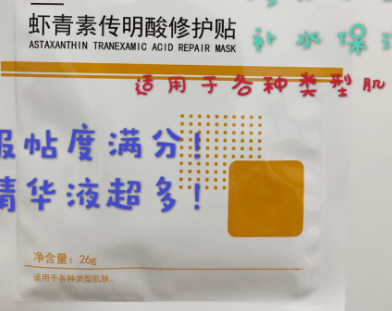 虾青素传明酸修护贴
ASTAXANTHIN TRANEXAMIC ACID REPAIR MASK
补水保
适用于各种类型肌
服帖度满分!
精华液超多!
净含量: 26g
适用于各种类型肌肤。